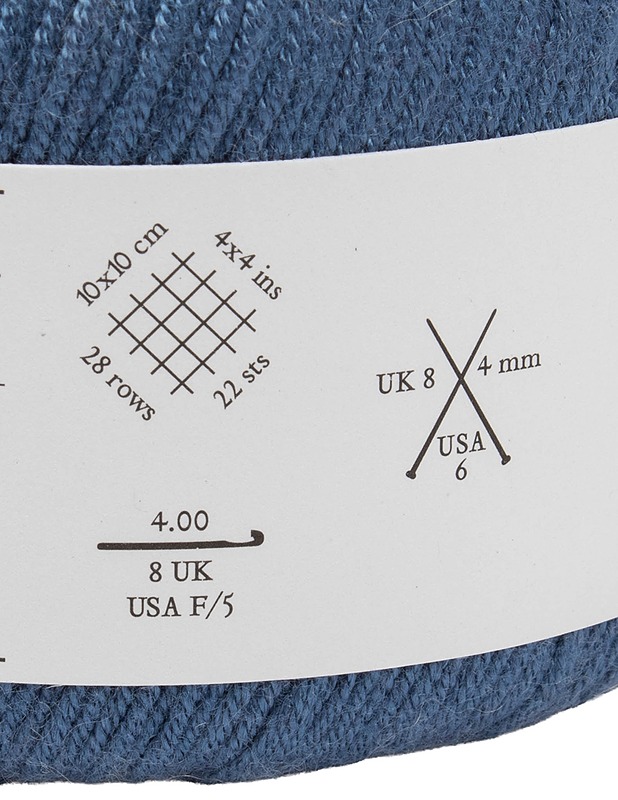 10x10 cm
4x4 ins
28 rows
22 sts
UK 8
4 mm
USA
6
4.00
8 UK
USA F/5